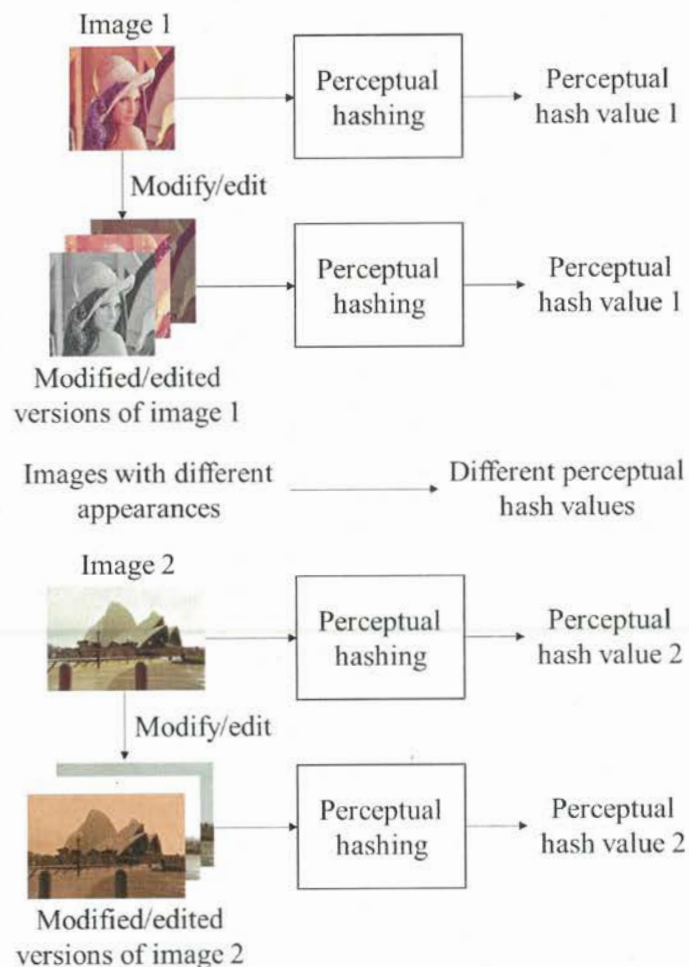 Image 1
Perceptual
hashing
Perceptual
hash value 1
Modify/edit
Perceptual
hashing
Perceptual
hash value 1
Modified/edited
versions of image 1
Images with different
appearances
Different perceptual
hash values
Image 2
Perceptual
hashing
Perceptual
hash value 2
Modify/edit
Perceptual
hashing
Perceptual
hash value 2
Modified/edited
versions of image 2